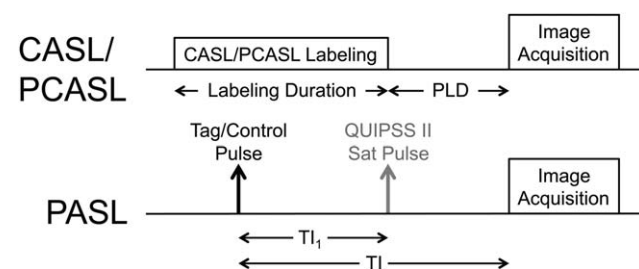 CASL/
PCASL
CASL/PCASL Labeling
Image
Acquisition
Labeling Duration
PLD
PASL
Tag/Control
Pulse
QUIPSS II
Sat Pulse
Image
Acquisition
TI₁
TI